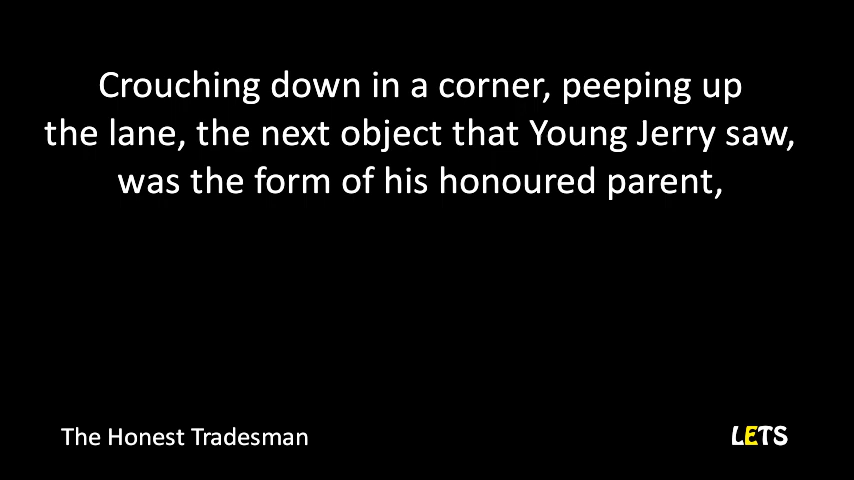 Crouching down in a corner, peeping up
the lane, the next object that Young Jerry saw,
was the form of his honoured parent,
The Honest Tradesman
LETS